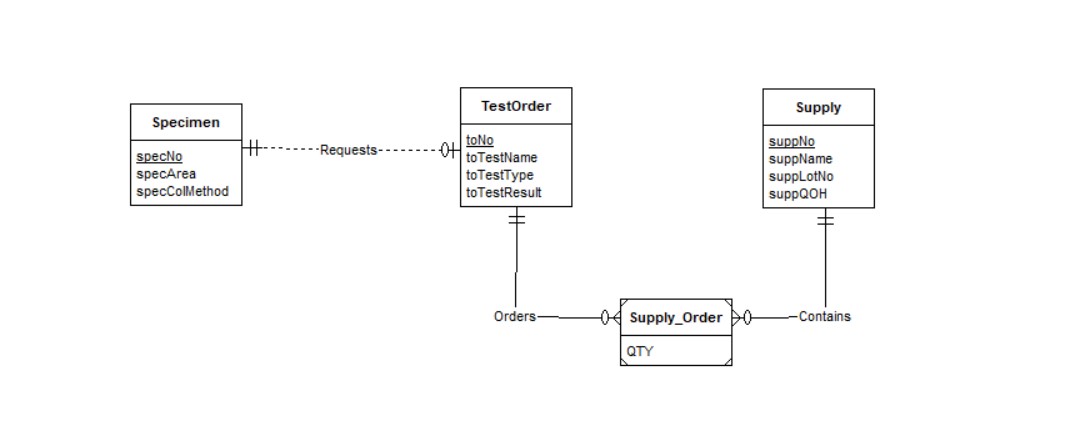 Specimen
specNo
specArea
specColMethod
Requests
TestOrder
toNo
toTestName
toTestType
toTestResult
Supply
suppNo
suppName
suppLotNo
suppQOH
Orders
Supply_Order
QTY
Contains